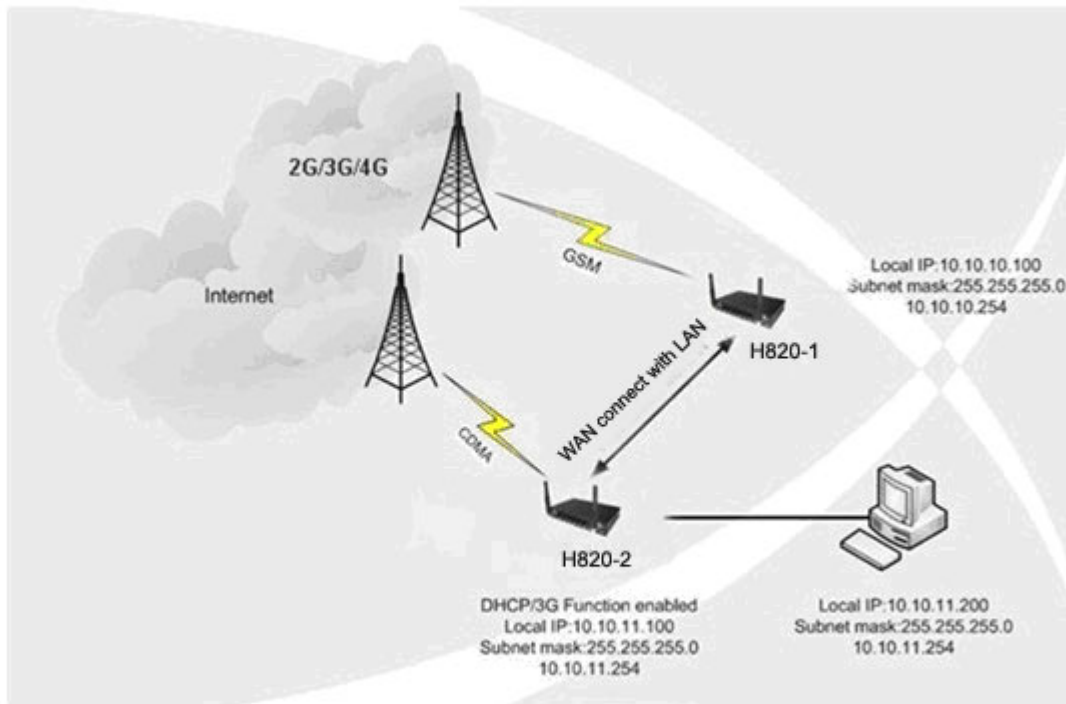 2G/3G/4G
GSM
Internet
Local IP:10.10.10.100
Subnet mask:255.255.255.0
10.10.10.254
H820-1
WAN connect with LAN
CDMA
H820-2
DHCP/3G Function enabled
Local IP:10.10.11.100
Subnet mask:255.255.255.0
10.10.11.254
Local IP:10.10.11.200
Subnet mask:255.255.255.0
10.10.11.254